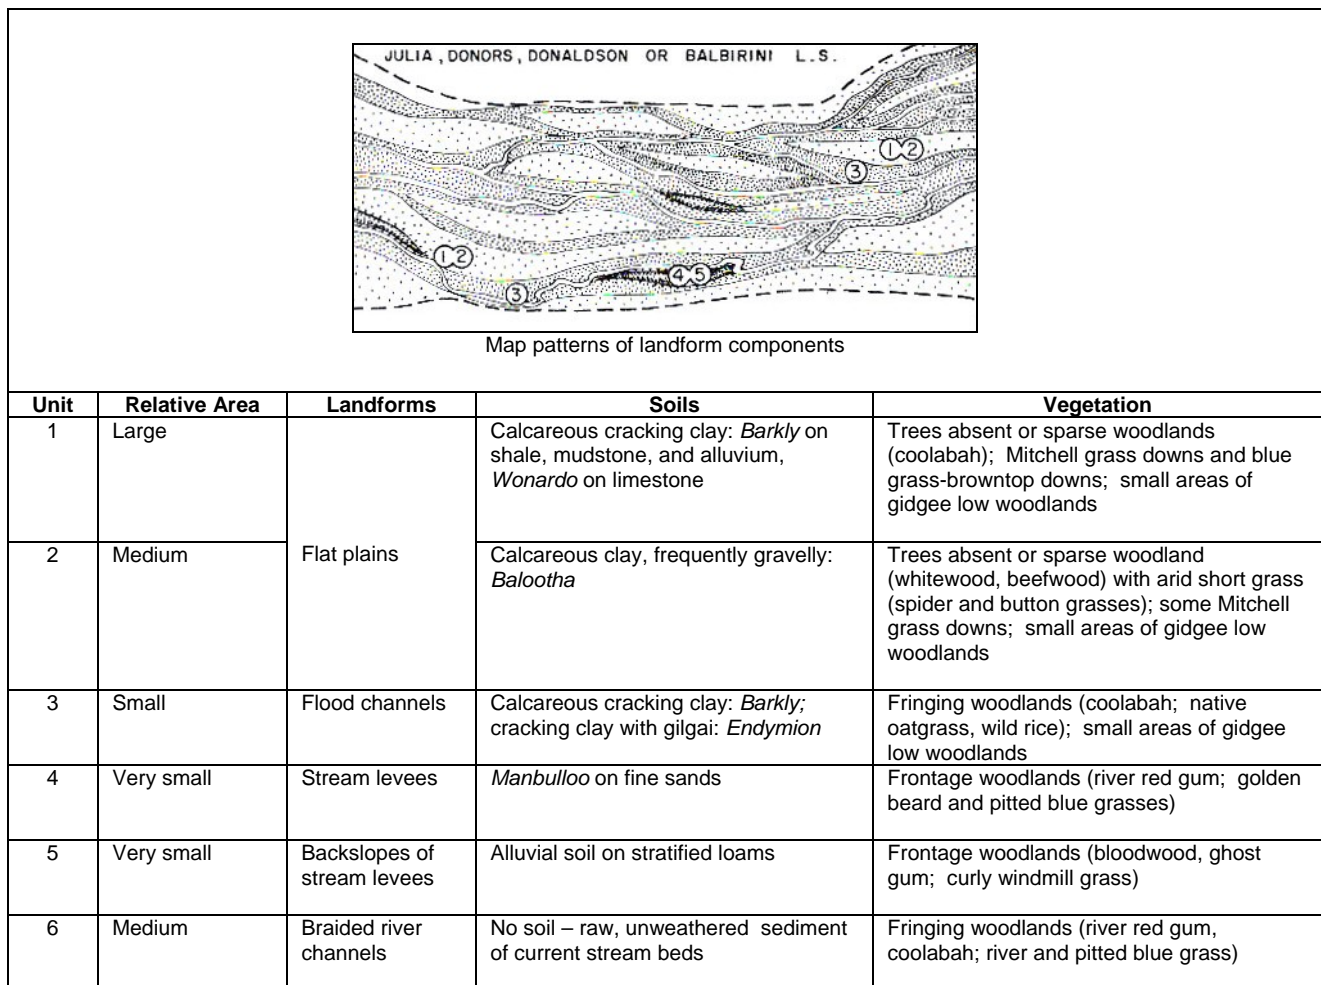 JULIA, DONORS, DONALDSON OR BALBIRINI L.S.
1 2
3
1 2
4 5
3
Map patterns of landform components
Unit Relative Area Landforms Soils Vegetation
1 Large Flat plains
Calcareous cracking clay: Barkly on
shale, mudstone, and alluvium,
Wonardo on limestone
Trees absent or sparse woodlands
(coolabah); Mitchell grass downs and blue
grass-browntop downs; small areas of
gidgee low woodlands
2 Medium
Calcareous clay, frequently gravelly:
Balootha
Trees absent or sparse woodland
(whitewood, beefwood) with arid short grass
(spider and button grasses); some Mitchell
grass downs; small areas of gidgee low
woodlands
3 Small Flood channels
Calcareous cracking clay: Barkly;
cracking clay with gilgai: Endymion
Fringing woodlands (coolabah; native
oatgrass, wild rice); small areas of gidgee
low woodlands
4 Very small Stream levees
Manbulloo on fine sands
Frontage woodlands (river red gum; golden
beard and pitted blue grasses)
5 Very small
Backslopes of
stream levees
Alluvial soil on stratified loams
Frontage woodlands (bloodwood, ghost
gum; curly windmill grass)
6 Medium
Braided river
channels
No soil – raw, unweathered sediment
of current stream beds
Fringing woodlands (river red gum,
coolabah; river and pitted blue grass)